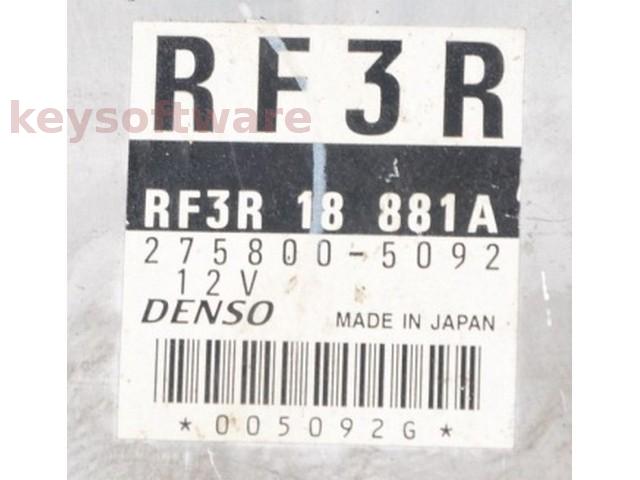 RF3R
keysoftware
RF3R 18 881A
275800-5092
12V
DENSO MADE IN JAPAN
*005092G*